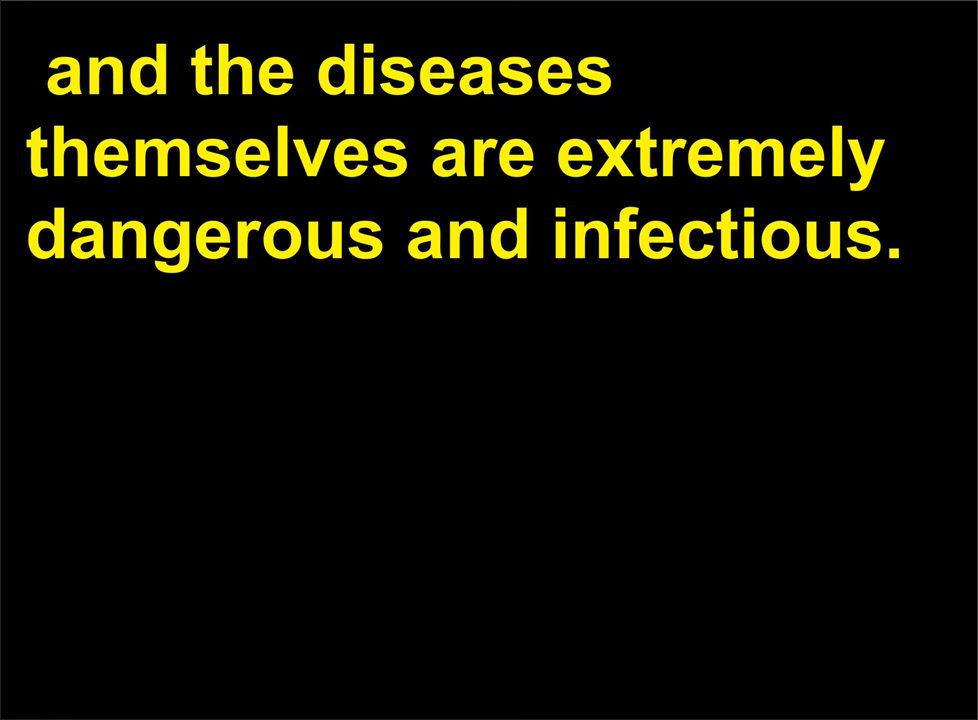 and the diseases
themselves are extremely
dangerous and infectious.